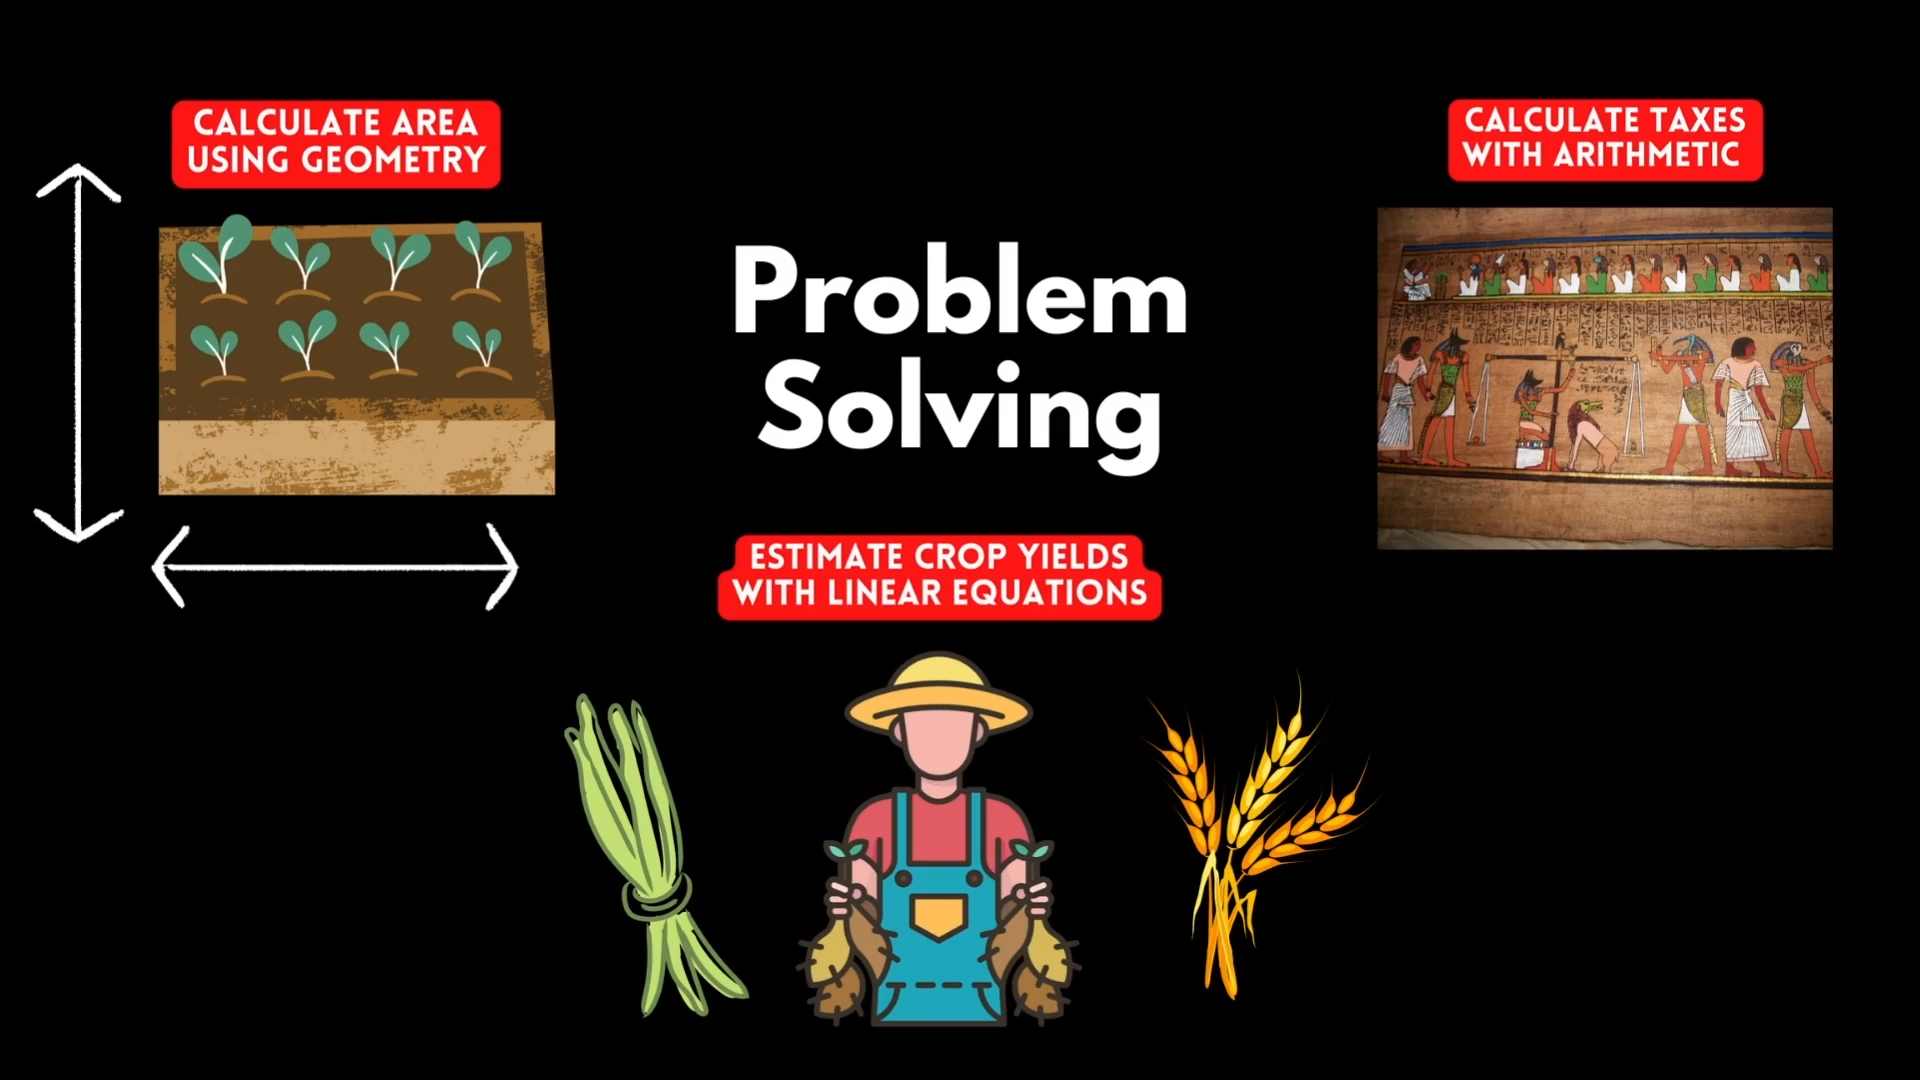 CALCULATE AREA
USING GEOMETRY
CALCULATE TAXES
WITH ARITHMETIC
Problem
Solving
ESTIMATE CROP YIELDS
WITH LINEAR EQUATIONS